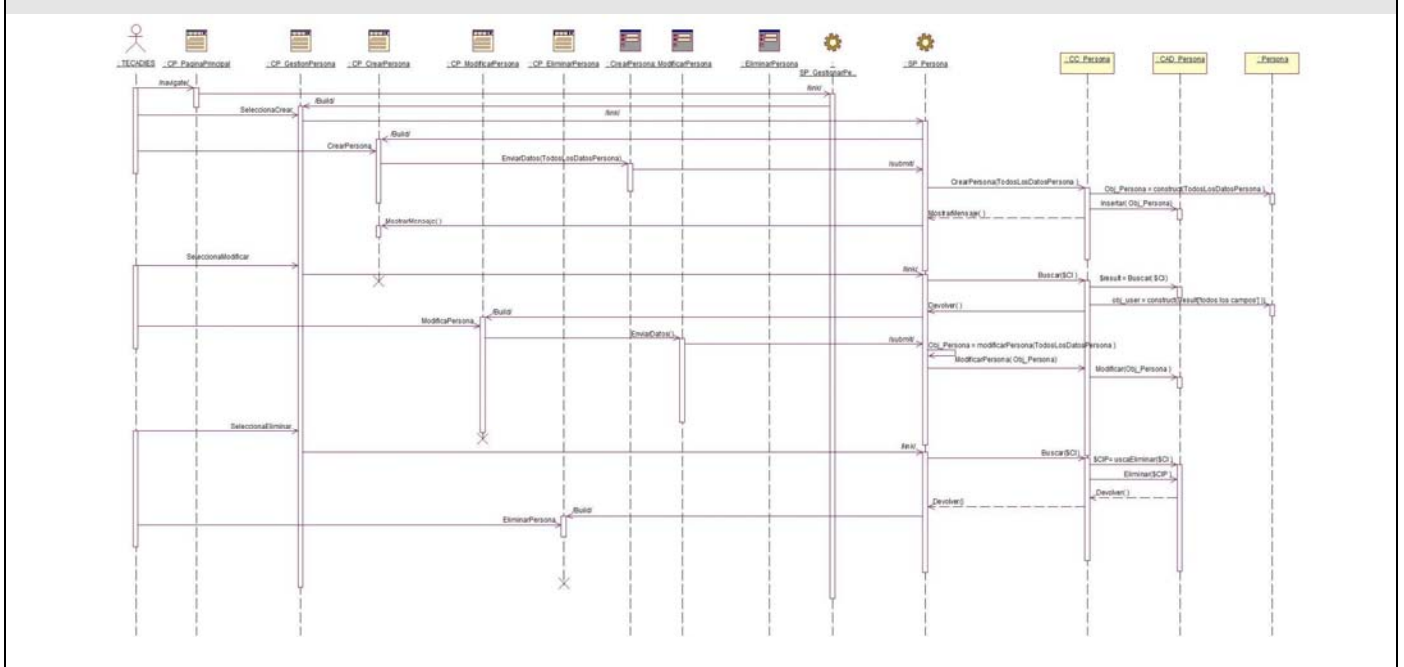 : TECADIES
: CP_PaginaPrincipal
: CP_GestionPersona
: CP_CrearPersona
: CP_ModificaPersona
: CP_EliminarPersona
: CrearPersona
: ModificarPersona
: EliminarPersona
:
SP_GestionarPe...
: SP_Persona
: CC_Persona
: CAD_Persona
: Persona
/navigate/
/link/
/Build/
SeleccionaCrear
/link/
/Build/
CrearPersona
EnviarDatos(TodosLosDatosPersona)
/submit/
CrearPersona(TodosLosDatosPersona )
Obj_Persona = construct(TodosLosDatosPersona )
Insertar( Obj_Persona)
MostrarMensaje( )
MostrarMensaje( )
SeleccionaModificar
/link/
Buscar($CI )
$result = Buscar( $CI)
obj_user = construct($result['todos los campos'] )
Devolver( )
/Build/
ModificaPersona
EnviarDatos()
/submit/
Obj_Persona = modificarPersona(TodosLosDatosPersona )
ModificarPersona( Obj_Persona)
Modificar(Obj_Persona )
SeleccionaEliminar
/link/
Buscar($CI)
$CIP= uscaEliminar($CI )
Eliminar($CIP )
Devolver( )
Devolver()
/Build/
EliminarPersona